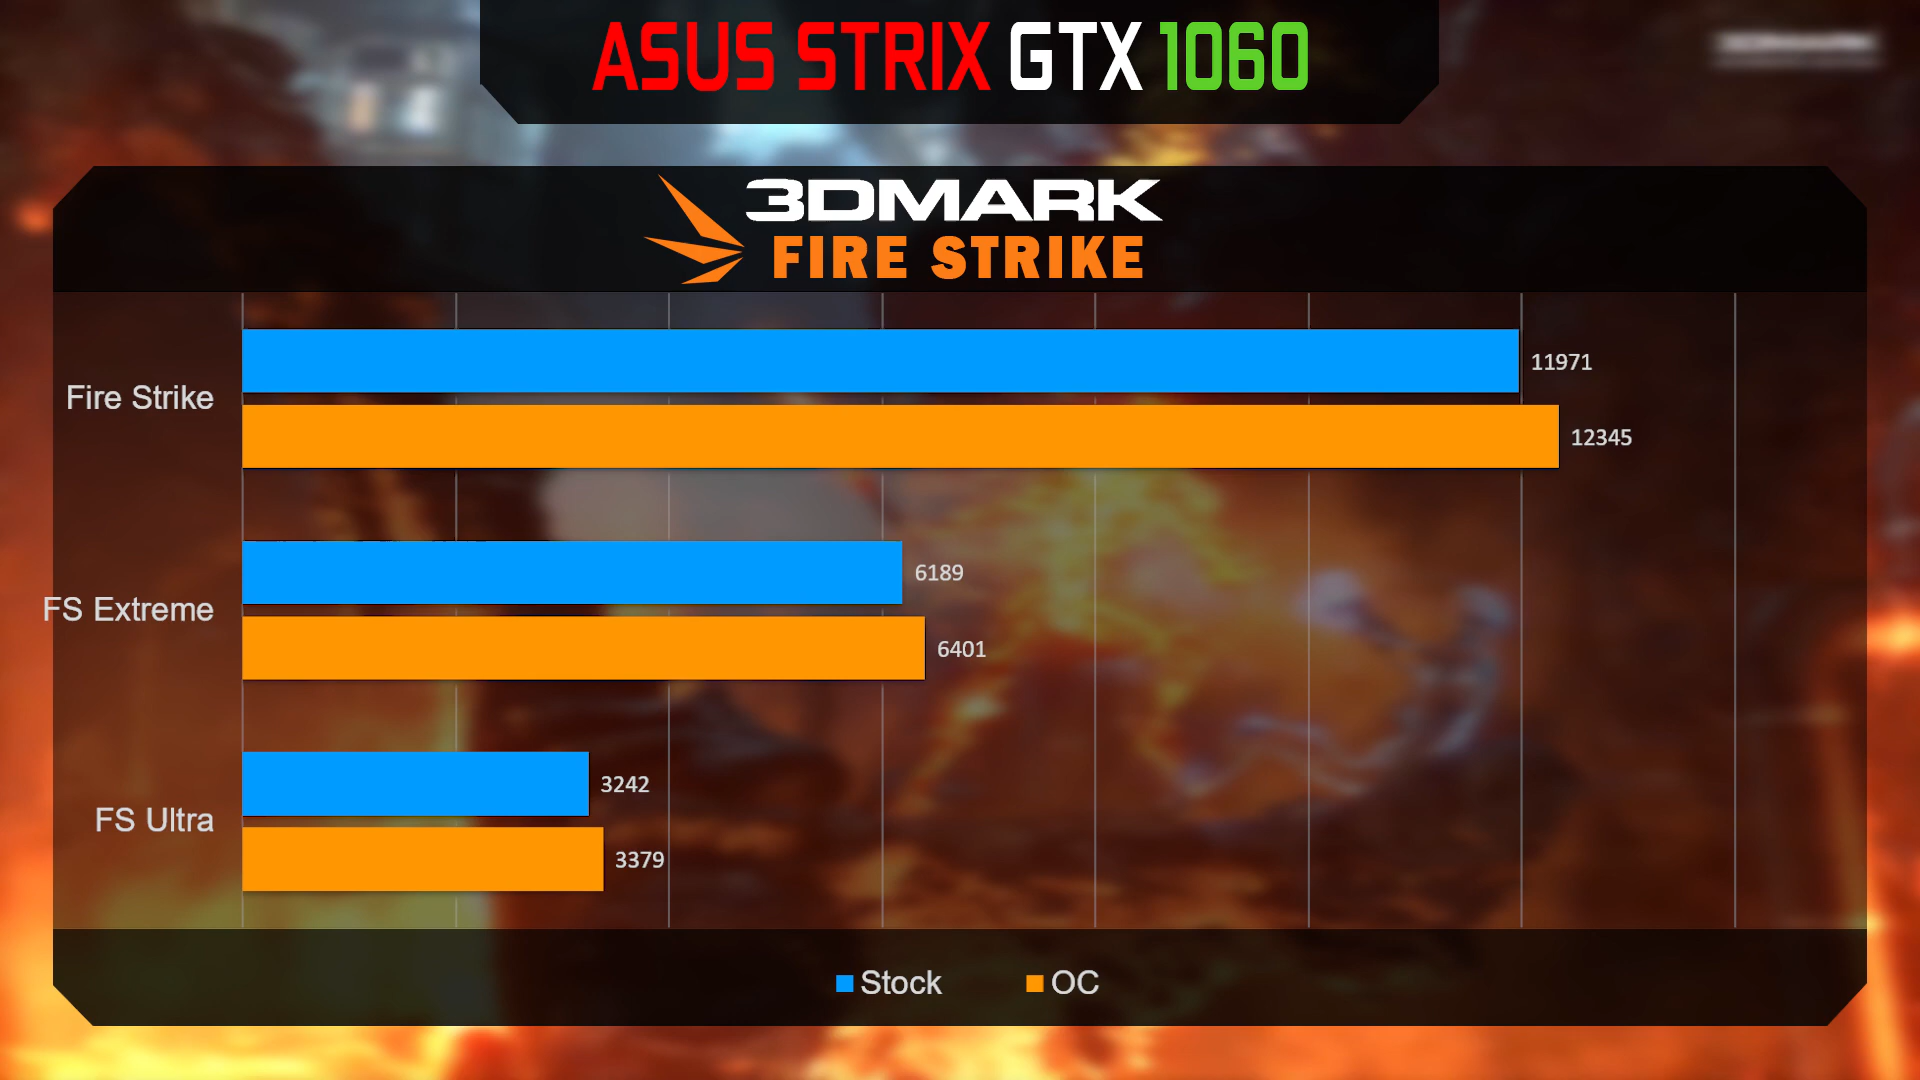 ASUS STRIX GTX 1060
3DMARK
FIRE STRIKE
Fire Strike
11971
12345
FS Extreme
6189
6401
FS Ultra
3242
3379
Stock
OC